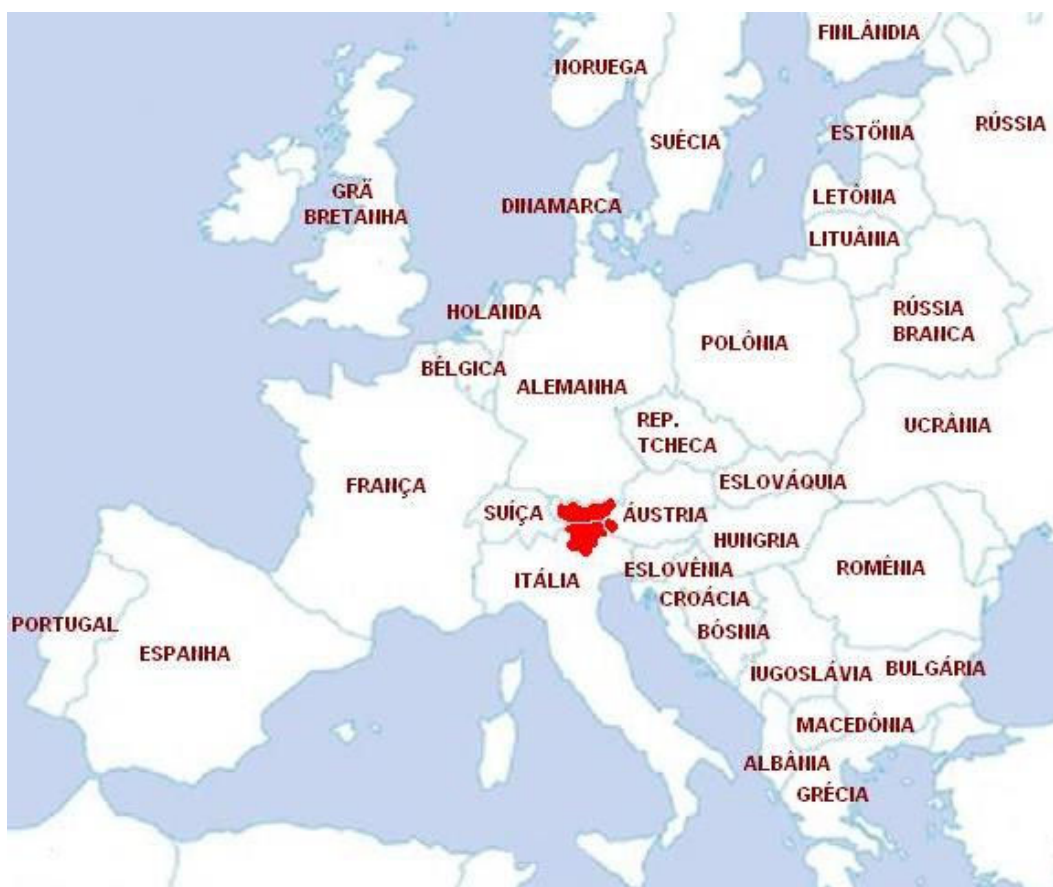 FINLÂNDIA
NORUEGA
RÚSSIA
ESTÔNIA
SUÉCIA
GRÃ
BRETANHA
LETÔNIA
DINAMARCA
LITUÂNIA
HOLANDA
RÚSSIA
BRANCA
POLÔNIA
BÉLGICA
ALEMANHA
REP.
TCHECA
UCRÂNIA
FRANÇA
ESLOVÁQUIA
SUÍÇA
ÁUSTRIA
HUNGRIA
ITÁLIA
ESLOVÊNIA
ROMÊNIA
CROÁCIA
PORTUGAL
BÓSNIA
ESPANHA
IUGOSLÁVIA
BULGÁRIA
MACEDÔNIA
ALBÂNIA
GRÉCIA